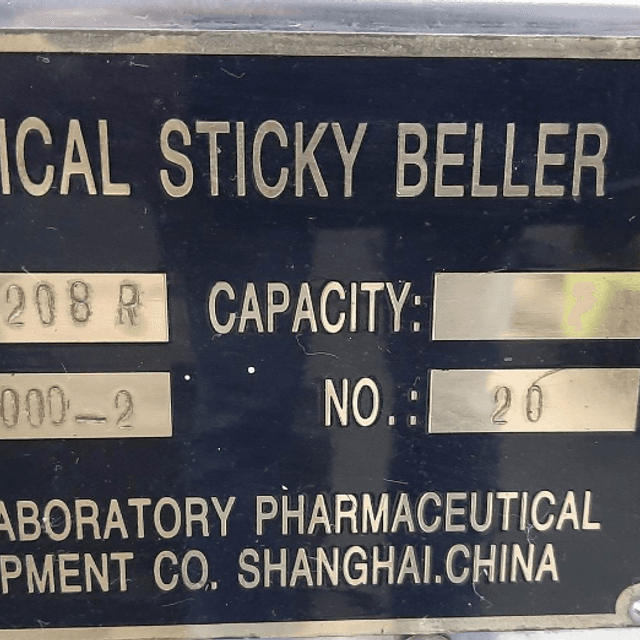 ICAL STICKY BELLER
208 R CAPACITY:
000-2 NO.: 20
ABORATORY PHARMACEUTICAL
PMENT CO. SHANGHAI.CHINA